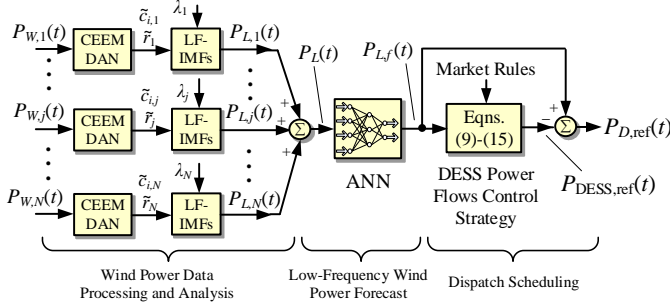 P_{W,1}(t)
CEEM
DAN
c̃_{i,1}
r̃_1
λ_1
LF-
IMFs
P_{L,1}(t)
P_{W,j}(t)
CEEM
DAN
c̃_{i,j}
r̃_j
λ_j
LF-
IMFs
P_{L,j}(t)
P_{W,N}(t)
CEEM
DAN
c̃_{i,N}
r̃_N
λ_N
LF-
IMFs
P_{L,N}(t)
+
+
+
Σ
P_L(t)
ANN
P_{L,f}(t)
Market Rules
Eqns.
(9)-(15)
DESS Power
Flows Control
Strategy
+
−
Σ
P_{D,ref}(t)
P_{DESS,ref}(t)
Wind Power Data
Processing and Analysis
Low-Frequency Wind
Power Forecast
Dispatch Scheduling